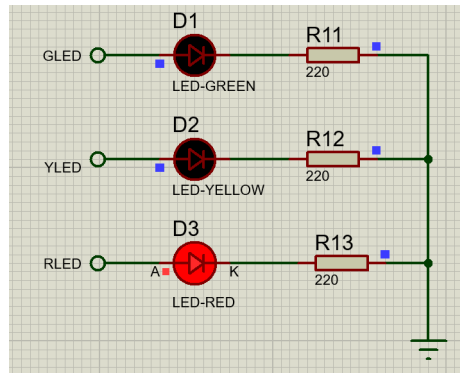 D1
R11
GLED
220
LED-GREEN
D2
R12
YLED
220
LED-YELLOW
D3
R13
RLED
A
K
220
LED-RED